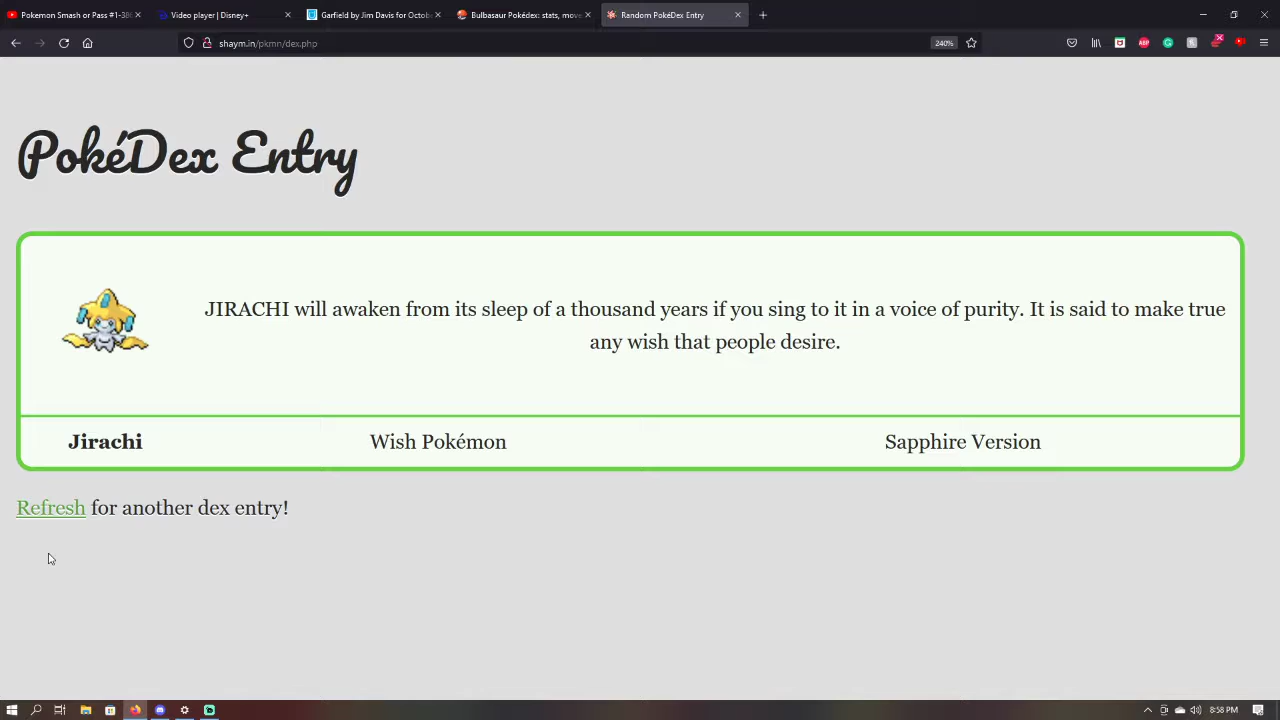 Pokemon Smash or Pass #1-38
Video player | Disney+
Garfield by Jim Davis for Octob
Bulbasaur Pokédex: stats, move
Random PokéDex Entry
shaym.in/pkmn/dex.php
240%
ABP
PokéDex Entry
JIRACHI will awaken from its sleep of a thousand years if you sing to it in a voice of purity. It is said to make true
any wish that people desire.
Jirachi
Wish Pokémon
Sapphire Version
Refresh for another dex entry!
8:58 PM